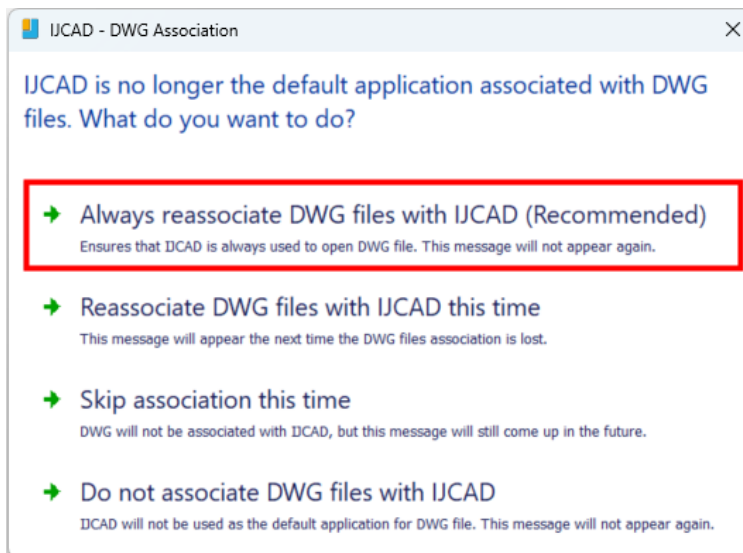 IJCAD - DWG Association
IJCAD is no longer the default application associated with DWG
files. What do you want to do?
Always reassociate DWG files with IJCAD (Recommended)
Ensures that IJCAD is always used to open DWG file. This message will not appear again.
Reassociate DWG files with IJCAD this time
This message will appear the next time the DWG files association is lost.
Skip association this time
DWG will not be associated with IJCAD, but this message will still come up in the future.
Do not associate DWG files with IJCAD
IJCAD will not be used as the default application for DWG file. This message will not appear again.